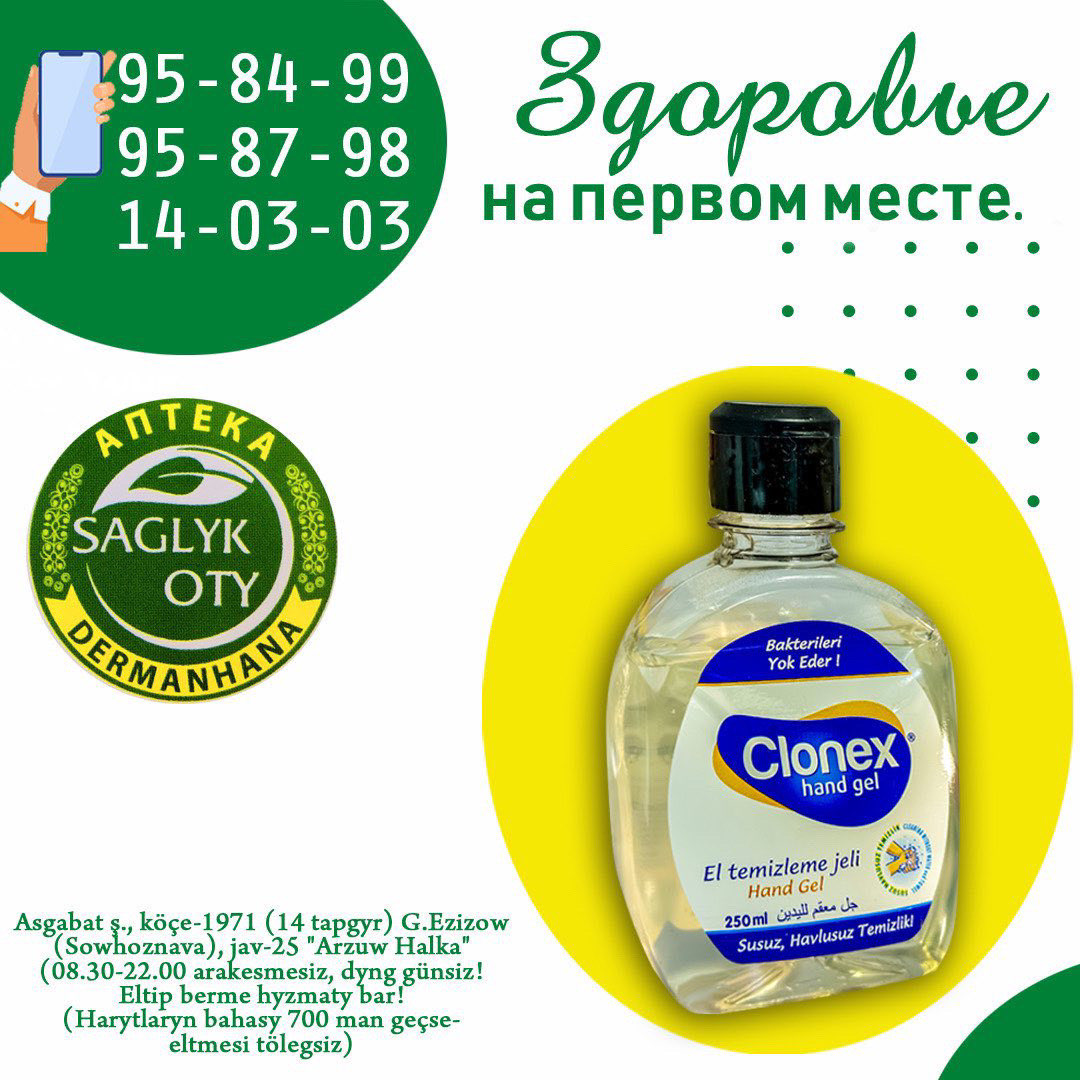 95-84-99
95-87-98
14-03-03
Здоровье
на первом месте.
АПТЕКА
SAGLYK
OTY
DERMANHANA
Bakterileri
Yok Eder !
Clonex®
hand gel
El temizleme jeli
Hand Gel
250ml جل معقم لليدين
Susuz, Havlusuz Temizlik!
Asgabat ş., köçe-1971 (14 tapgyr) G.Ezizow
(Sowhoznava), jav-25 "Arzuw Halka"
(08.30-22.00 arakesmesiz, dyng günsiz!
Eltip berme hyzmaty bar!
(Harytlaryn bahasy 700 man geçse-
eltmesi tölegsiz)